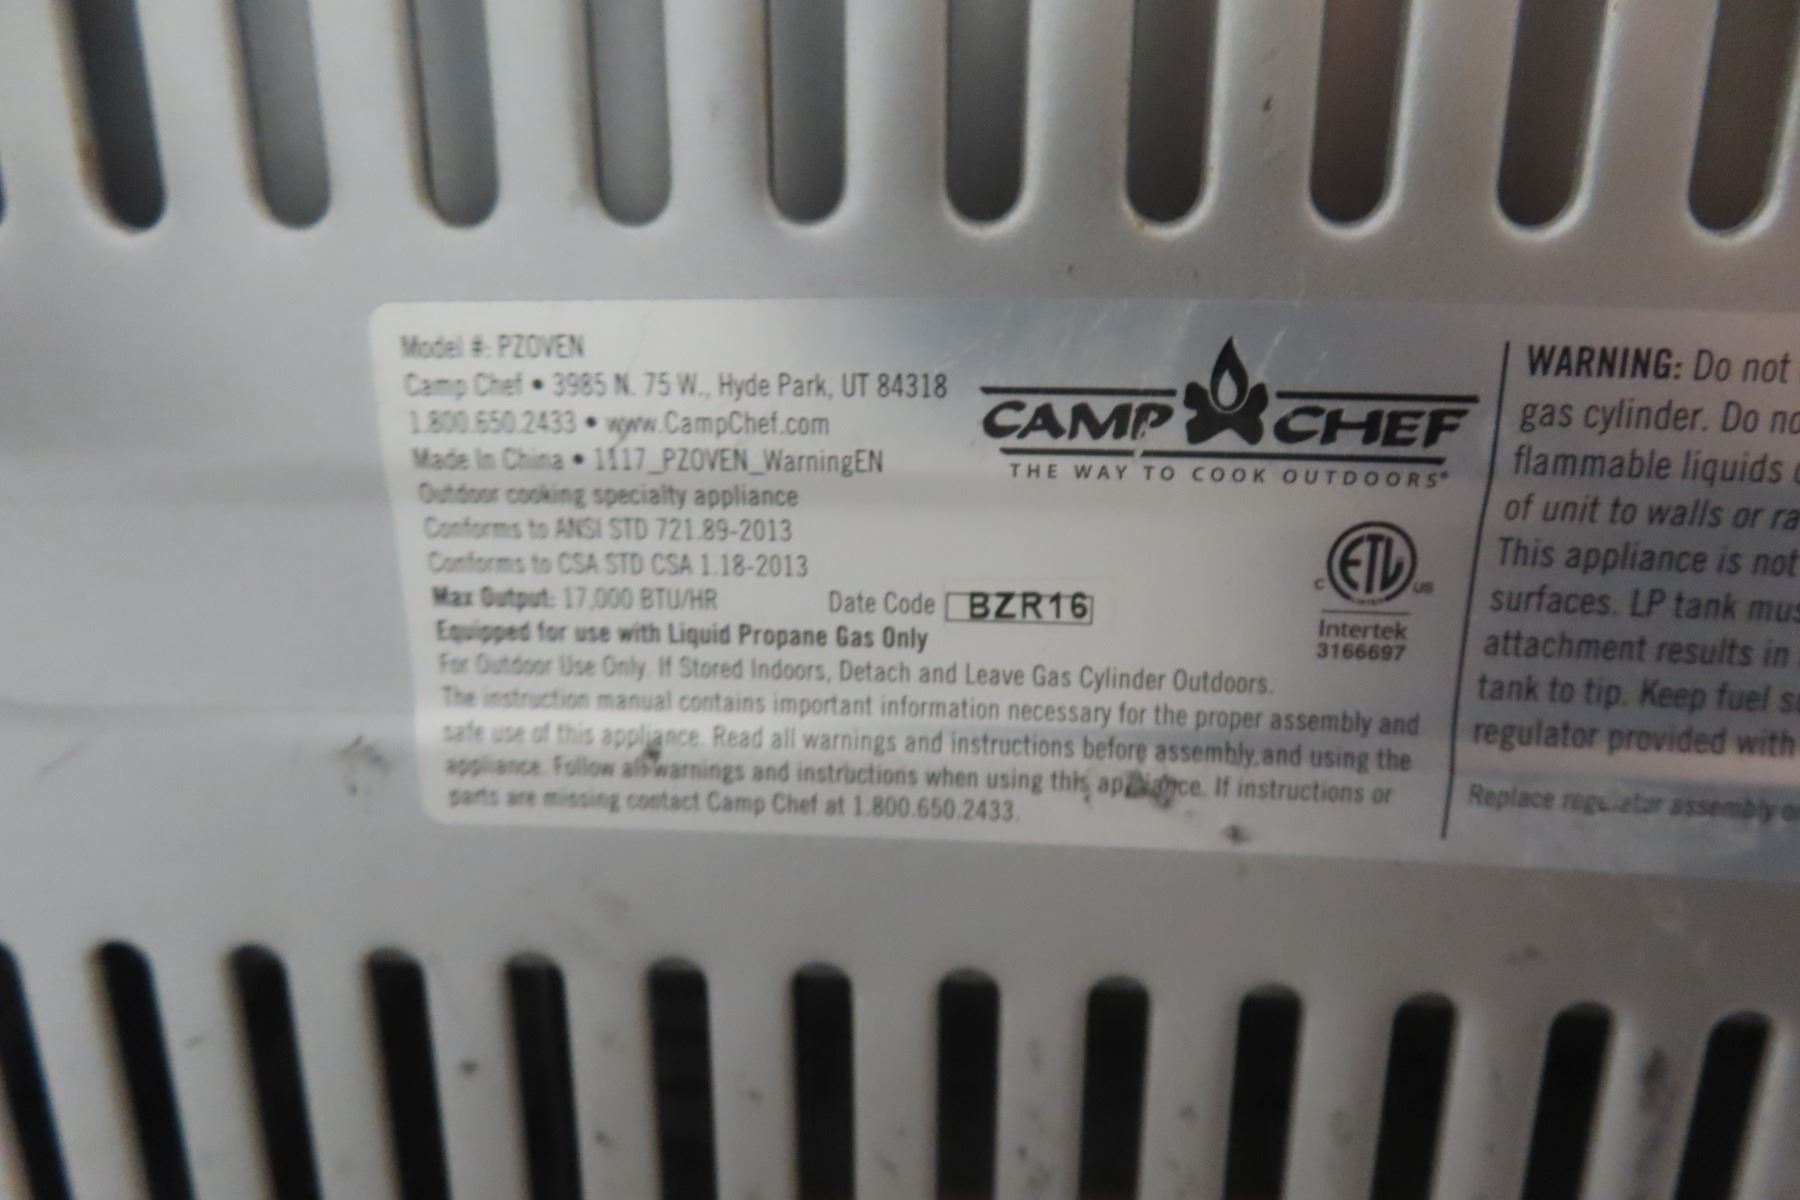 Model #: PZOVEN
Camp Chef • 3985 N. 75 W., Hyde Park, UT 84318
1.800.650.2433 • www.CampChef.com
Made In China • 1117_PZOVEN_WarningEN
Outdoor cooking specialty appliance
Conforms to ANSI STD 721.89-2013
Conforms to CSA STD CSA 1.18-2013
Max Output: 17,000 BTU/HR
Date Code BZR16
Equipped for use with Liquid Propane Gas Only
For Outdoor Use Only. If Stored Indoors, Detach and Leave Gas Cylinder Outdoors.
The instruction manual contains important information necessary for the proper assembly and
safe use of this appliance. Read all warnings and instructions before assembly and using the
appliance. Follow all warnings and instructions when using this appliance. If instructions or
parts are missing contact Camp Chef at 1.800.650.2433.
CAMP CHEF
THE WAY TO COOK OUTDOORS®
C ETL US
Intertek
3166697
WARNING: Do not
gas cylinder. Do
flammable liquids
of unit to walls or
This appliance is not
surfaces. LP tank
attachment results in
tank to tip. Keep fuel
regulator provided with
Replace regulator assembly